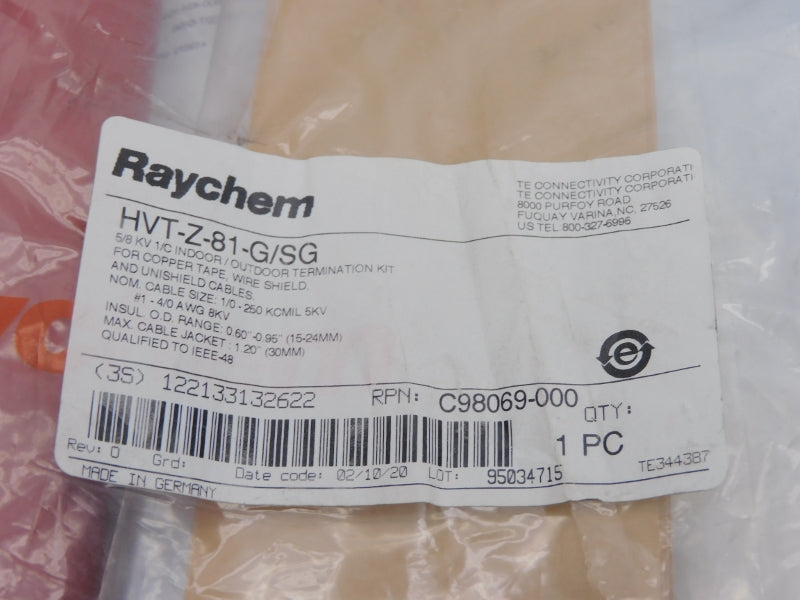 Raychem
TE CONNECTIVITY CORPORATI
TE CONNECTIVITY CORPORATI
8000 PURFOY ROAD
FUQUAY VARINA, NC, 27526
US TEL 800-327-6996
HVT-Z-81-G/SG
5/8 KV 1/C INDOOR / OUTDOOR TERMINATION KIT
FOR COPPER TAPE, WIRE SHIELD,
AND UNISHIELD CABLES.
NOM. CABLE SIZE: 1/0 - 250 KCMIL 5KV
#1 - 4/0 AWG 8KV
INSUL. O.D. RANGE: 0.60"-0.95" (15-24MM)
MAX. CABLE JACKET : 1.20" (30MM)
QUALIFIED TO IEEE-48
e
(3S) 122133132622 RPN: C98069-000 QTY:
1 PC
Rev: 0 Grd: Date code: 02/10/20 LOT: 95034715 TE344387
MADE IN GERMANY